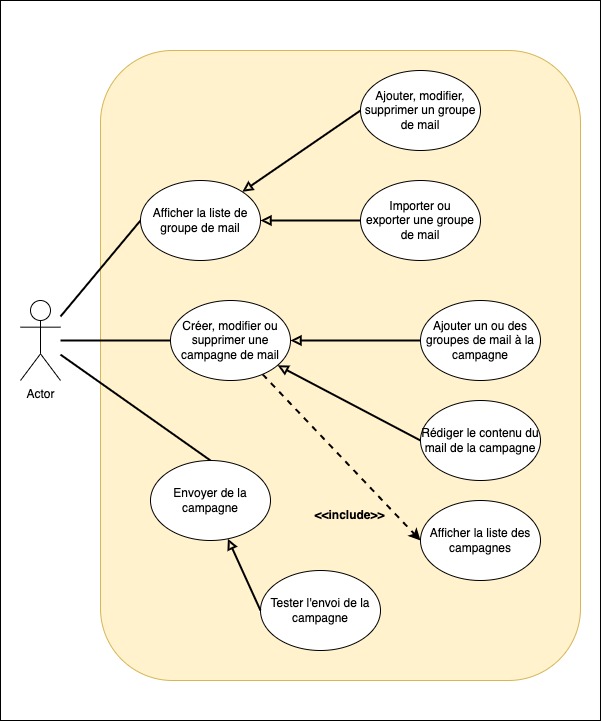 Ajouter, modifier,
supprimer un groupe
de mail
Afficher la liste de
groupe de mail
Importer ou
exporter une groupe
de mail
Créer, modifier ou
supprimer une
campagne de mail
Ajouter un ou des
groupes de mail à la
campagne
Actor
Rédiger le contenu du
mail de la campagne
Envoyer de la
campagne
<<include>>
Afficher la liste des
campagnes
Tester l'envoi de la
campagne